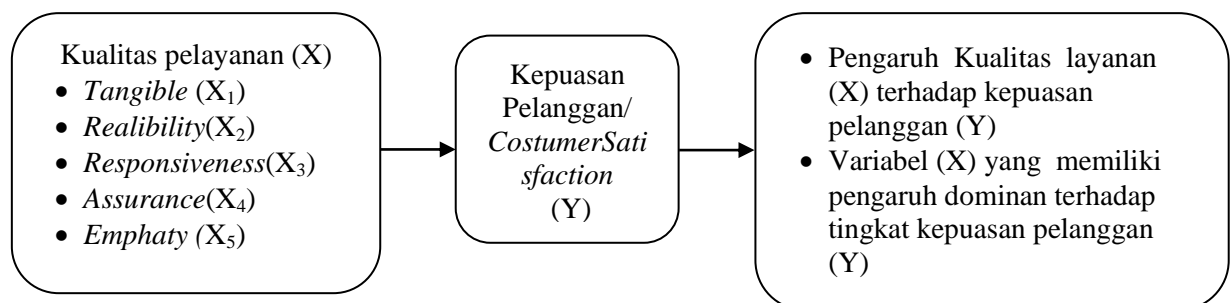 Kualitas pelayanan (X)
• Tangible (X₁)
• Realibility(X₂)
• Responsiveness(X₃)
• Assurance(X₄)
• Emphaty (X₅)
Kepuasan
Pelanggan/
CostumerSati
sfaction
(Y)
• Pengaruh Kualitas layanan
(X) terhadap kepuasan
pelanggan (Y)
• Variabel (X) yang memiliki
pengaruh dominan terhadap
tingkat kepuasan pelanggan
(Y)